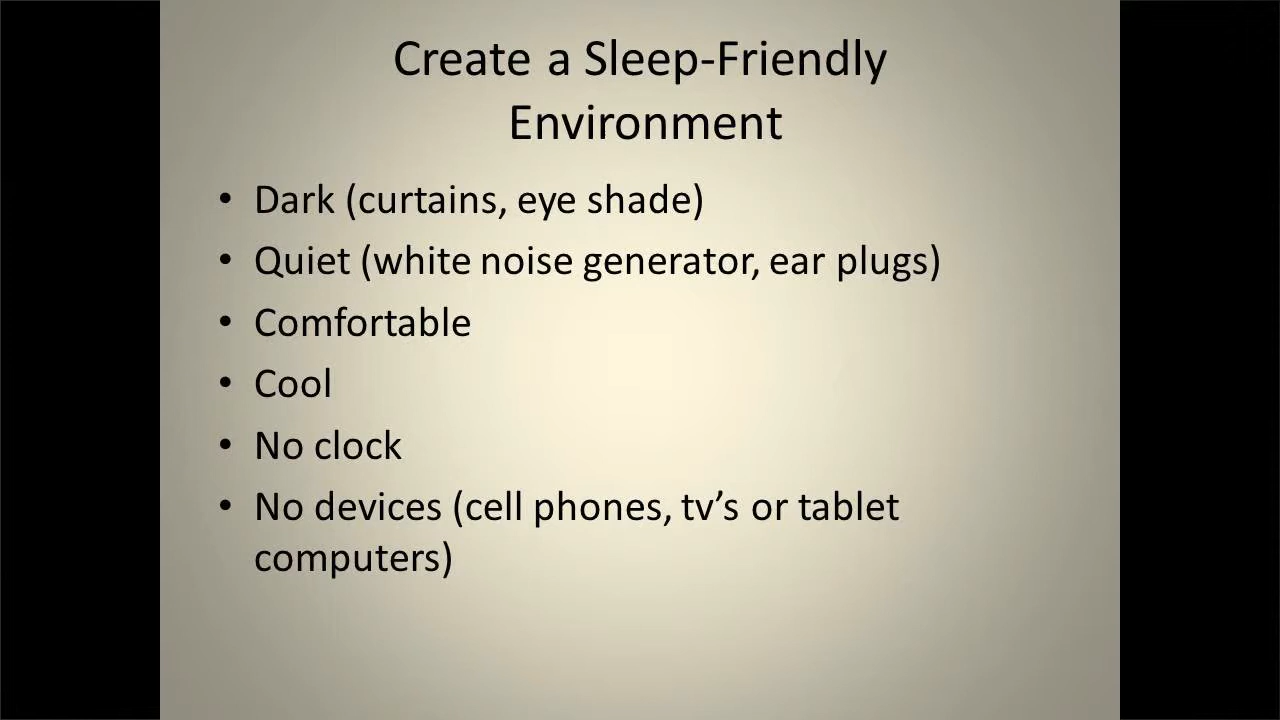 Create a Sleep-Friendly
Environment
• Dark (curtains, eye shade)
• Quiet (white noise generator, ear plugs)
• Comfortable
• Cool
• No clock
• No devices (cell phones, tv’s or tablet
computers)